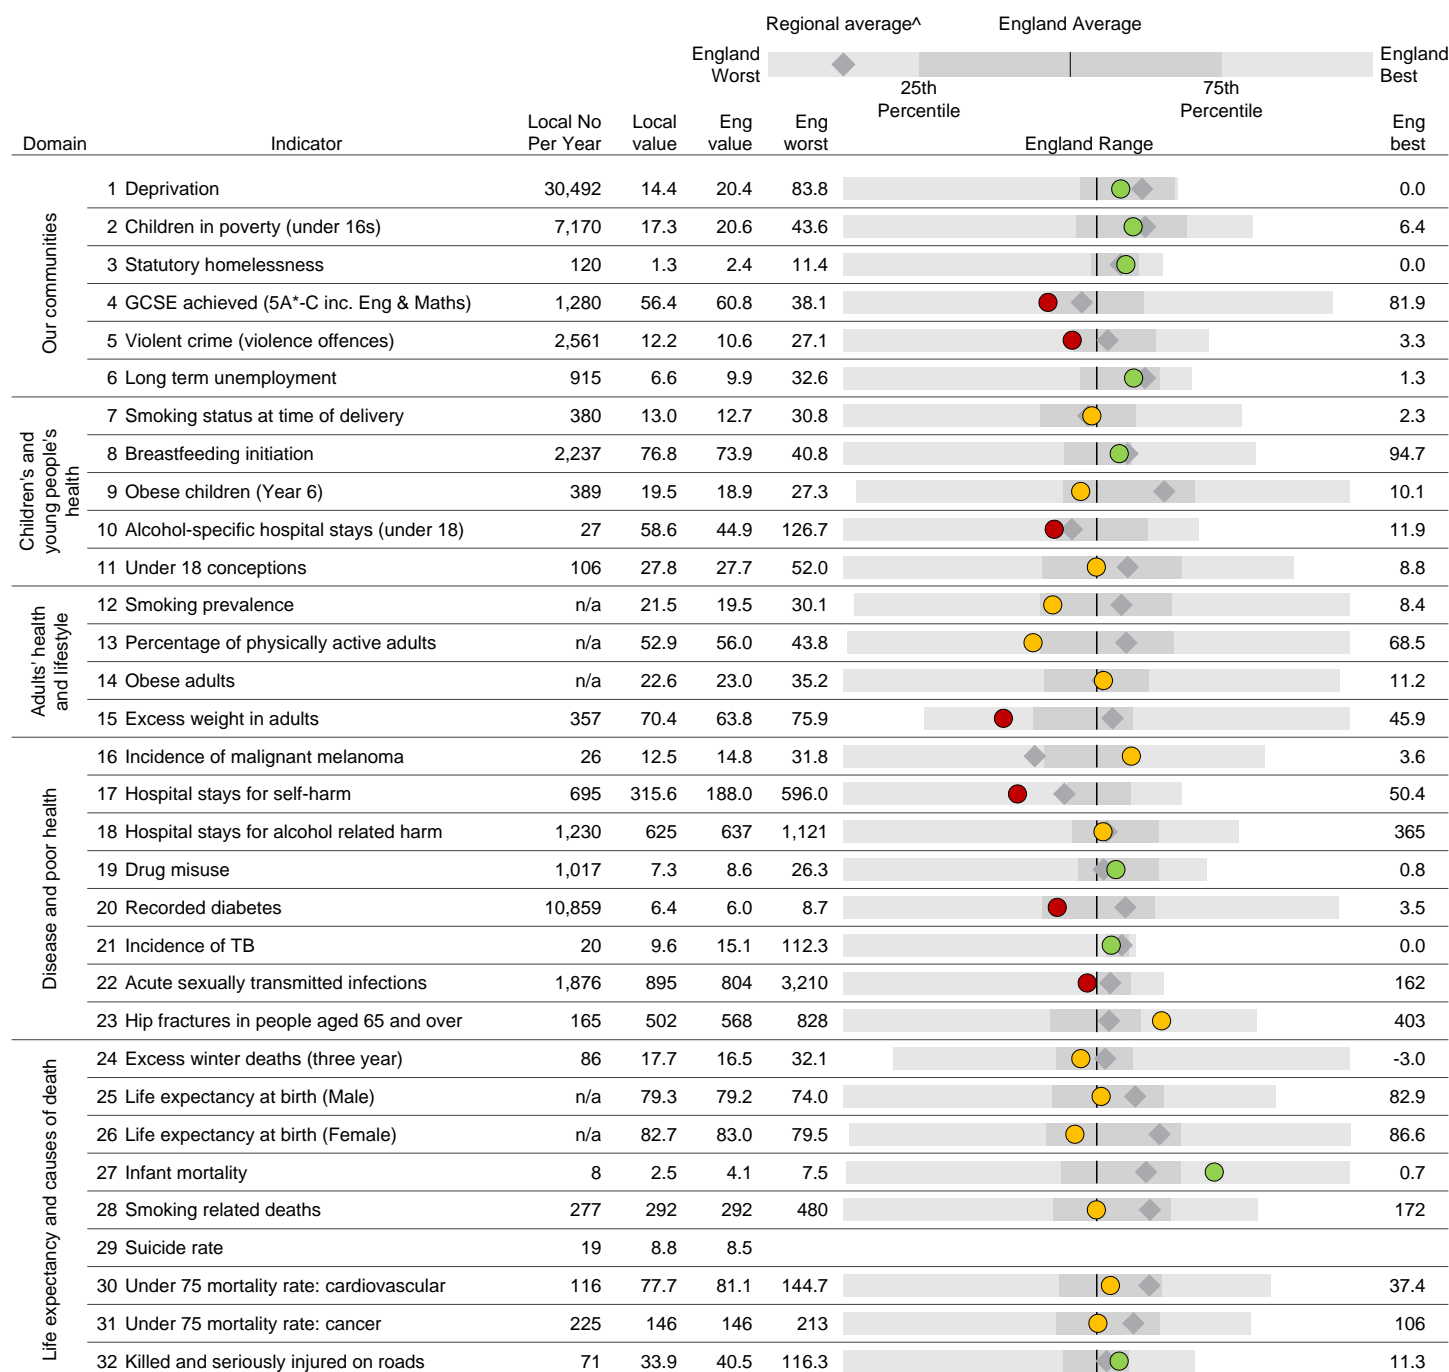 Regional average^ England Average
England Worst England Best
25th Percentile 75th Percentile
Domain Indicator Local No Per Year Local value Eng value Eng worst England Range Eng best
Our communities
1 Deprivation 30,492 14.4 20.4 83.8 0.0
2 Children in poverty (under 16s) 7,170 17.3 20.6 43.6 6.4
3 Statutory homelessness 120 1.3 2.4 11.4 0.0
4 GCSE achieved (5A*-C inc. Eng & Maths) 1,280 56.4 60.8 38.1 81.9
5 Violent crime (violence offences) 2,561 12.2 10.6 27.1 3.3
6 Long term unemployment 915 6.6 9.9 32.6 1.3
Children's and young people's health
7 Smoking status at time of delivery 380 13.0 12.7 30.8 2.3
8 Breastfeeding initiation 2,237 76.8 73.9 40.8 94.7
9 Obese children (Year 6) 389 19.5 18.9 27.3 10.1
10 Alcohol-specific hospital stays (under 18) 27 58.6 44.9 126.7 11.9
11 Under 18 conceptions 106 27.8 27.7 52.0 8.8
Adults' health and lifestyle
12 Smoking prevalence n/a 21.5 19.5 30.1 8.4
13 Percentage of physically active adults n/a 52.9 56.0 43.8 68.5
14 Obese adults n/a 22.6 23.0 35.2 11.2
15 Excess weight in adults 357 70.4 63.8 75.9 45.9
Disease and poor health
16 Incidence of malignant melanoma 26 12.5 14.8 31.8 3.6
17 Hospital stays for self-harm 695 315.6 188.0 596.0 50.4
18 Hospital stays for alcohol related harm 1,230 625 637 1,121 365
19 Drug misuse 1,017 7.3 8.6 26.3 0.8
20 Recorded diabetes 10,859 6.4 6.0 8.7 3.5
21 Incidence of TB 20 9.6 15.1 112.3 0.0
22 Acute sexually transmitted infections 1,876 895 804 3,210 162
23 Hip fractures in people aged 65 and over 165 502 568 828 403
Life expectancy and causes of death
24 Excess winter deaths (three year) 86 17.7 16.5 32.1 -3.0
25 Life expectancy at birth (Male) n/a 79.3 79.2 74.0 82.9
26 Life expectancy at birth (Female) n/a 82.7 83.0 79.5 86.6
27 Infant mortality 8 2.5 4.1 7.5 0.7
28 Smoking related deaths 277 292 292 480 172
29 Suicide rate 19 8.8 8.5
30 Under 75 mortality rate: cardiovascular 116 77.7 81.1 144.7 37.4
31 Under 75 mortality rate: cancer 225 146 146 213 106
32 Killed and seriously injured on roads 71 33.9 40.5 116.3 11.3